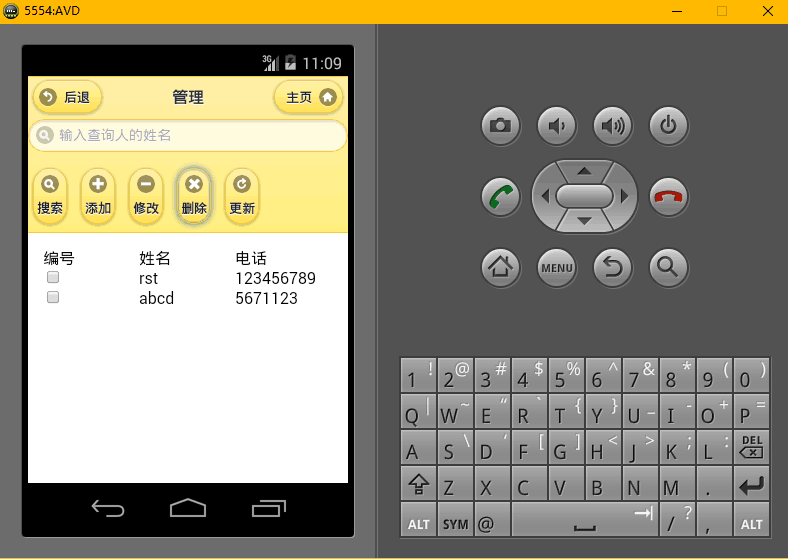 5554:AVD
3G 11:09
后退 管理 主页
输入查询人的姓名
搜索 添加 修改 删除 更新
编号 姓名 电话
rst 123456789
abcd 5671123
MENU
1 ! 2 @ 3 # 4 $ 5 % 6 ^ 7 & 8 * 9 ( 0 )
Q | W ~ E “ R ` T { Y } U _ I - O + P =
A S \ D ‘ F [ G ] H < J > K ; L : DEL
Z X C V B N M .
ALT SYM @ / ? , ALT